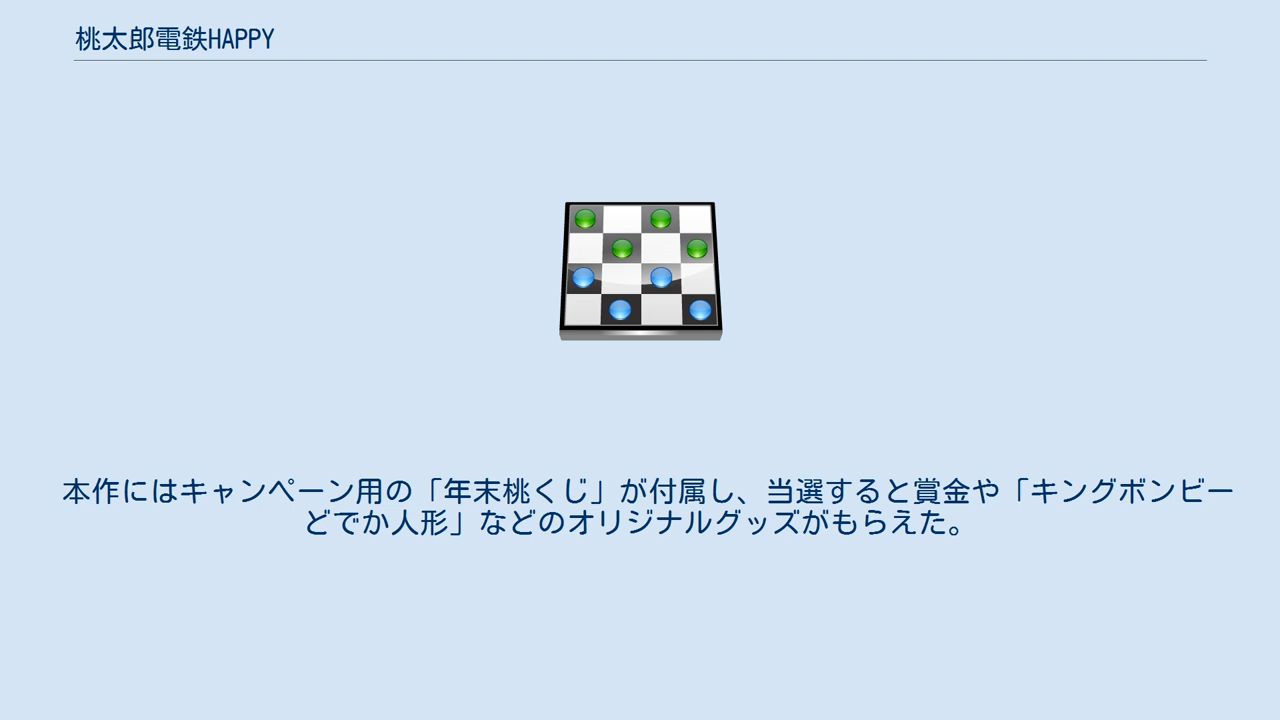 桃太郎電鉄HAPPY
本作にはキャンペーン用の「年末桃くじ」が付属し、当選すると賞金や「キングボンビー
どでか人形」などのオリジナルグッズがもらえた。